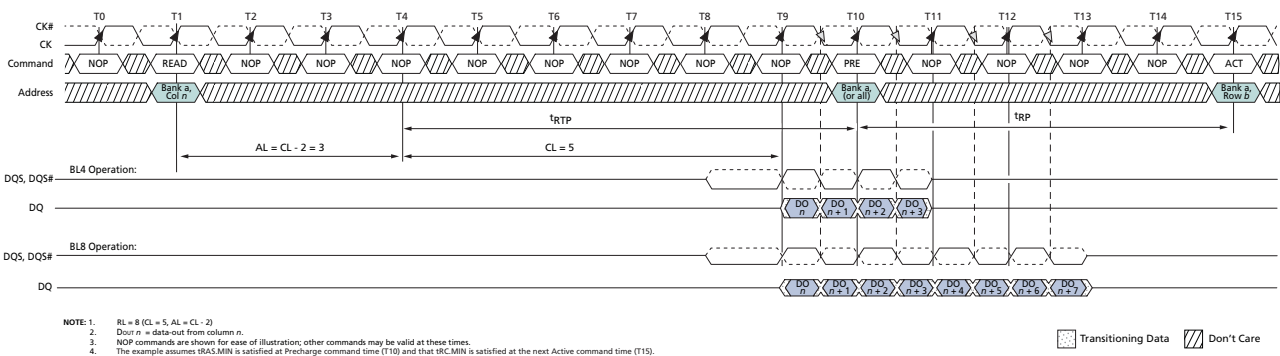 T0 T1 T2 T3 T4 T5 T6 T7 T8 T9 T10 T11 T12 T13 T14 T15
CK#
CK
Command NOP READ NOP NOP NOP NOP NOP NOP NOP NOP PRE NOP NOP NOP NOP ACT
Address Bank a, Col n Bank a, (or all) Bank a, Row b
tRTP tRP
AL = CL - 2 = 3 CL = 5
BL4 Operation:
DQS, DQS#
DQ DO n DO n + 1 DO n + 2 DO n + 3
BL8 Operation:
DQS, DQS#
DQ DO n DO n + 1 DO n + 2 DO n + 3 DO n + 4 DO n + 5 DO n + 6 DO n + 7
NOTE: 1. RL = 8 (CL = 5, AL = CL - 2)
2. DOUT n = data-out from column n.
3. NOP commands are shown for ease of illustration; other commands may be valid at these times.
4. The example assumes tRAS.MIN is satisfied at Precharge command time (T10) and that tRC.MIN is satisfied at the next Active command time (T15).
Transitioning Data Don't Care